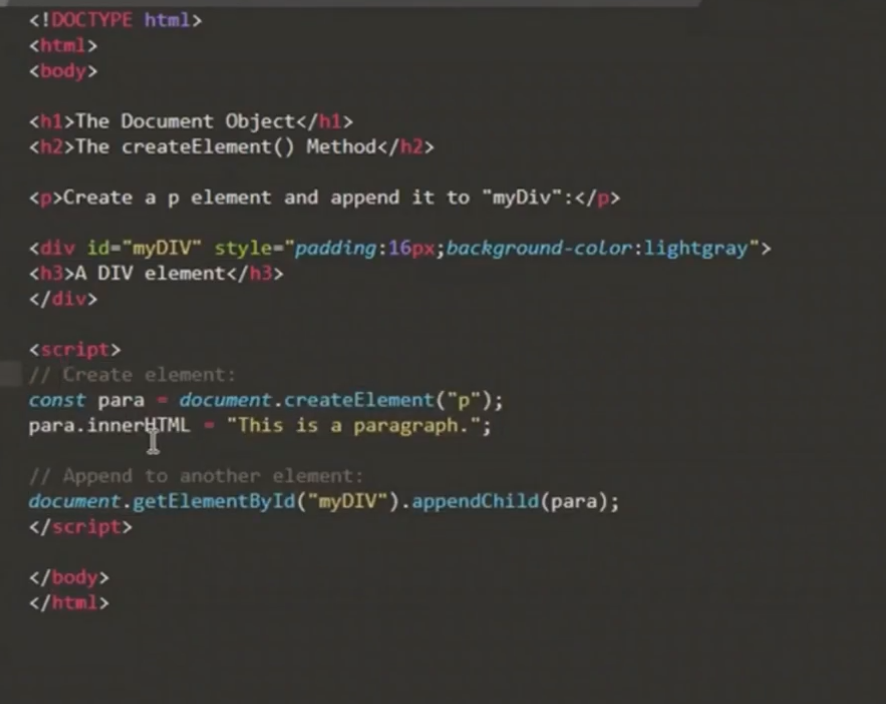 <!DOCTYPE html>
<html>
<body>
<h1>The Document Object</h1>
<h2>The createElement() Method</h2>
<p>Create a p element and append it to "myDiv":</p>
<div id="myDIV" style="padding:16px;background-color:lightgray">
<h3>A DIV element</h3>
</div>
<script>
// Create element:
const para = document.createElement("p");
para.innerHTML = "This is a paragraph.";
// Append to another element:
document.getElementById("myDIV").appendChild(para);
</script>
</body>
</html>